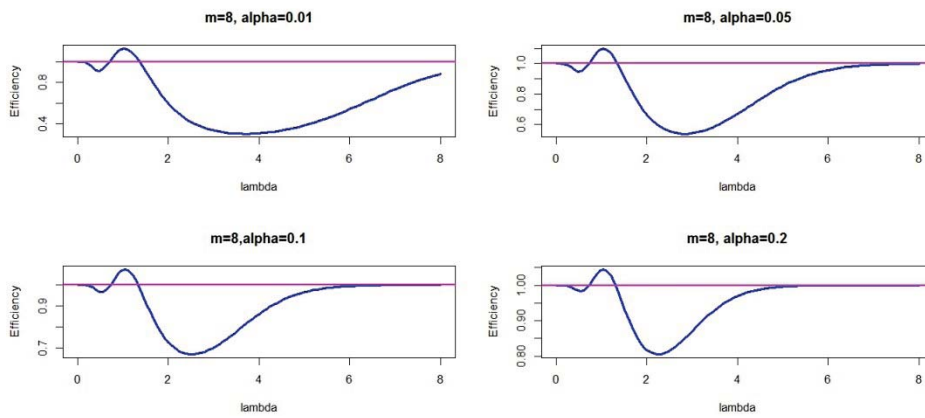 m=8, alpha=0.01
Efficiency
0.4
0.8
0
2
4
6
8
lambda
m=8, alpha=0.05
Efficiency
0.6
0.8
1.0
0
2
4
6
8
lambda
m=8,alpha=0.1
Efficiency
0.7
0.9
0
2
4
6
8
lambda
m=8, alpha=0.2
Efficiency
0.80
0.90
1.00
0
2
4
6
8
lambda